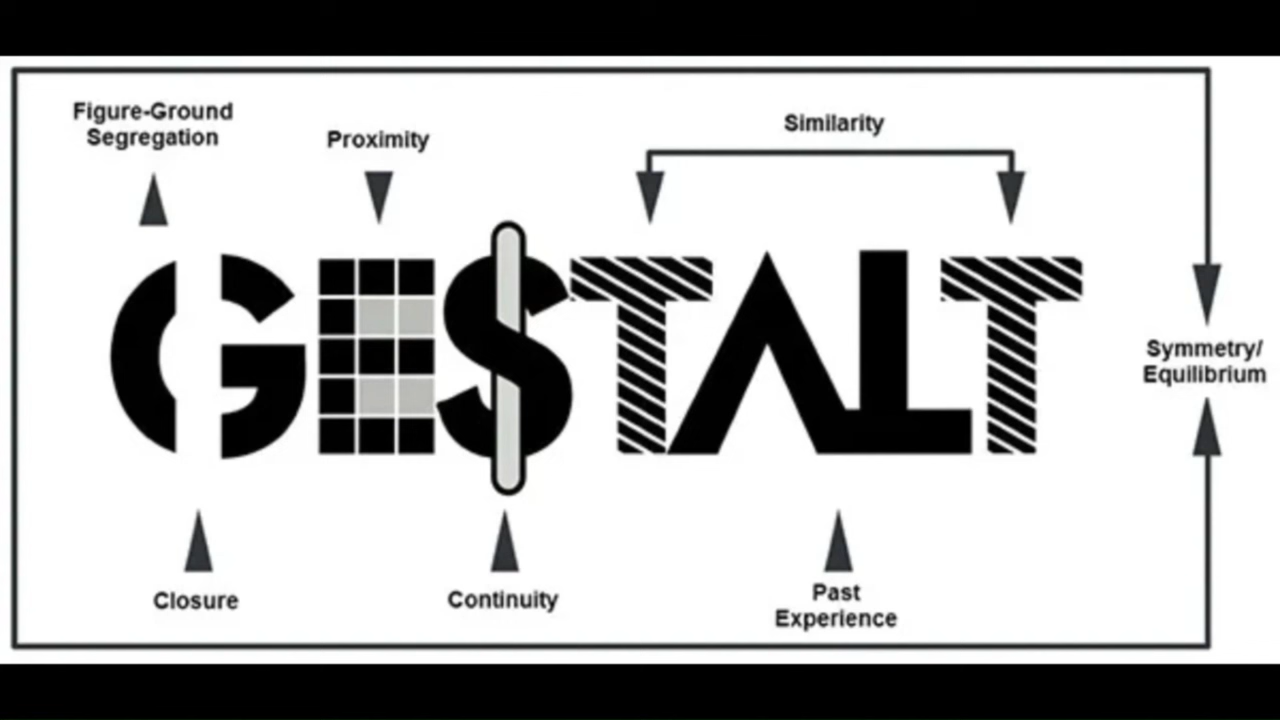 Figure-Ground
Segregation
Proximity
Similarity
GESTALT
Symmetry/
Equilibrium
Closure
Continuity
Past
Experience